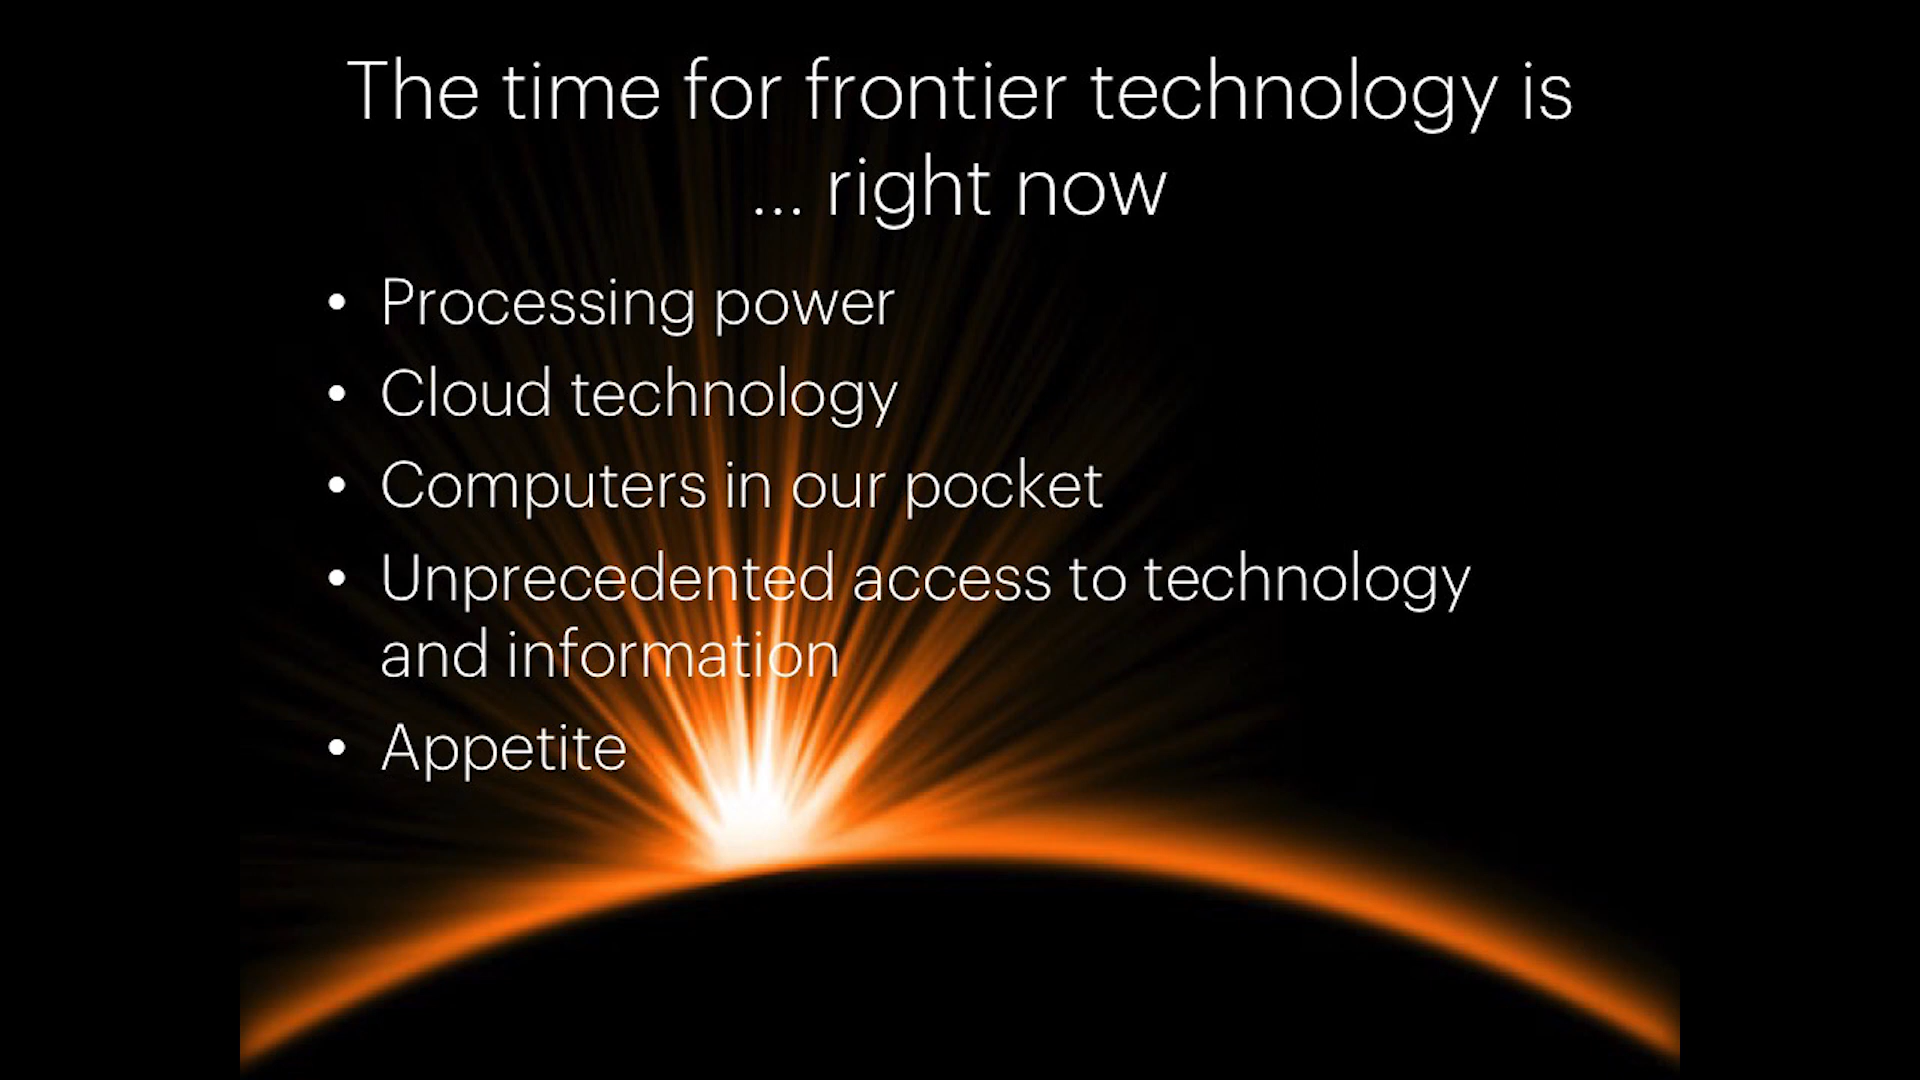 The time for frontier technology is
... right now
• Processing power
• Cloud technology
• Computers in our pocket
• Unprecedented access to technology
and information
• Appetite